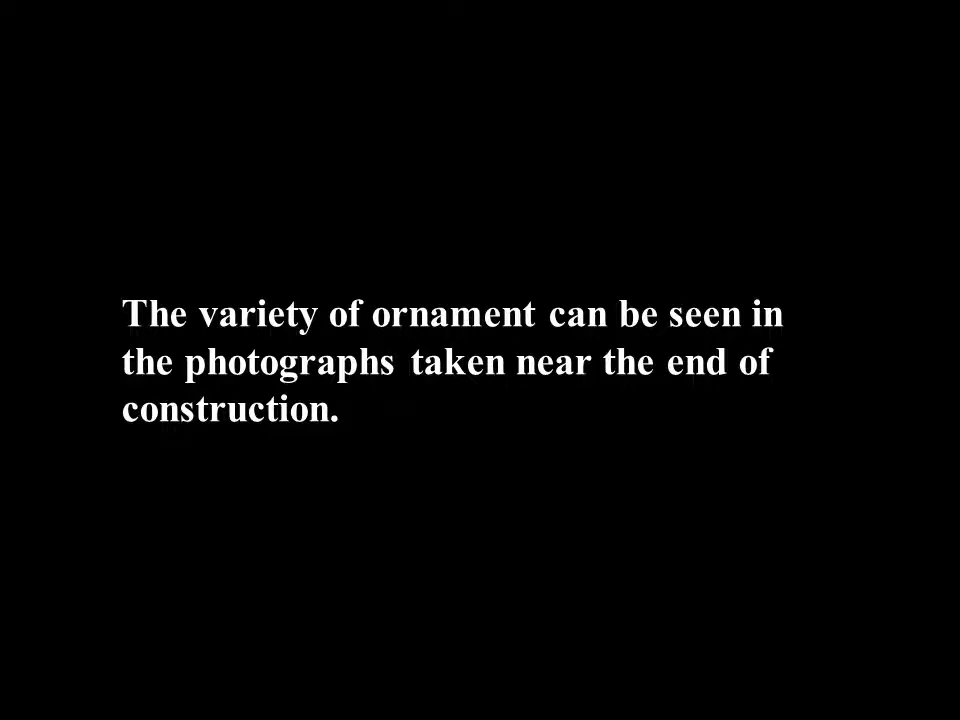 The variety of ornament can be seen in
the photographs taken near the end of
construction.